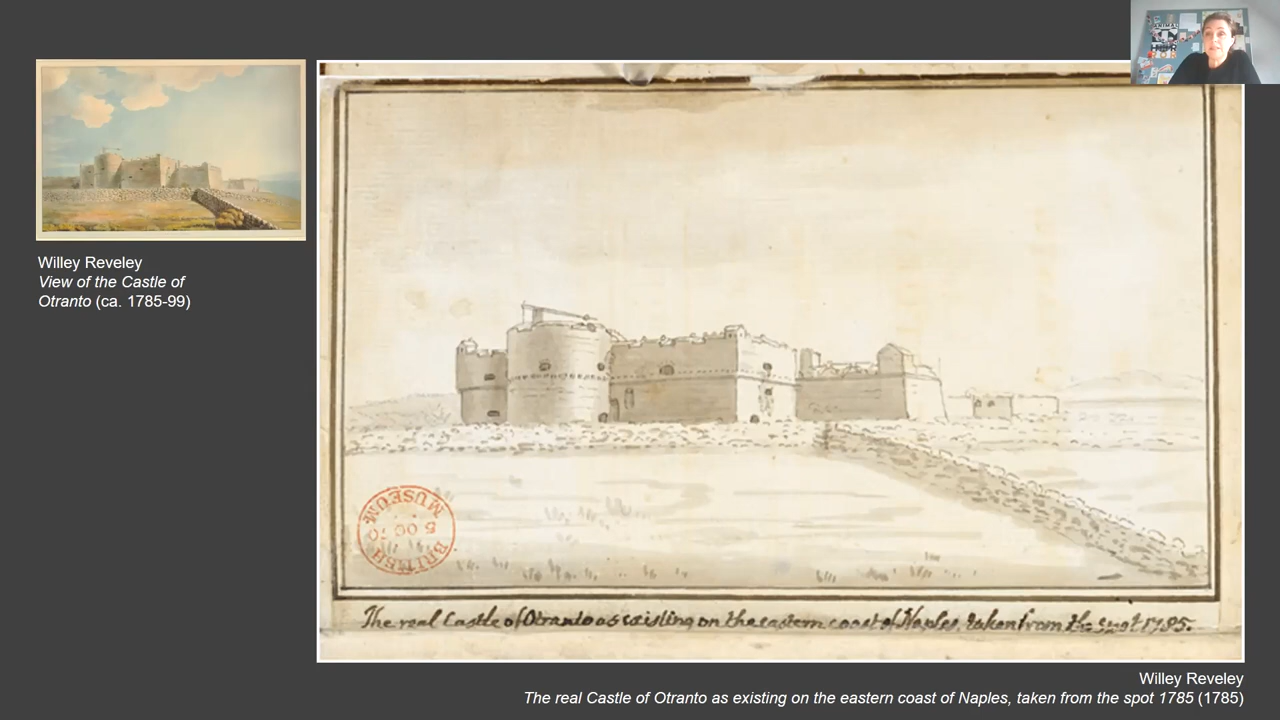 Willey Reveley
View of the Castle of
Otranto (ca. 1785-99)
BRITISH
MUSEUM
The real Castle of Otranto as existing on the eastern coast of Naples, taken from the spot 1785.
Willey Reveley
The real Castle of Otranto as existing on the eastern coast of Naples, taken from the spot 1785 (1785)